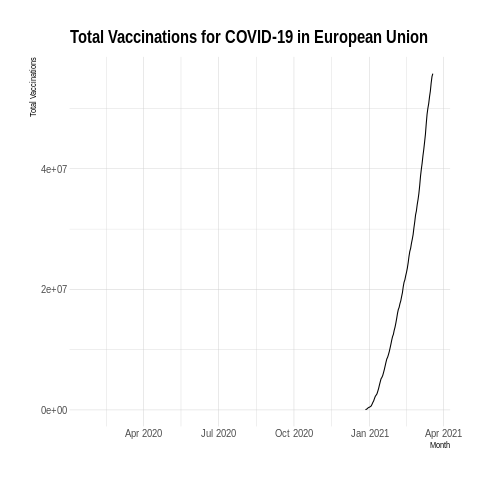 Total Vaccinations for COVID-19 in European Union
Total Vaccinations
4e+07
2e+07
0e+00
Apr 2020 Jul 2020 Oct 2020 Jan 2021 Apr 2021
Month